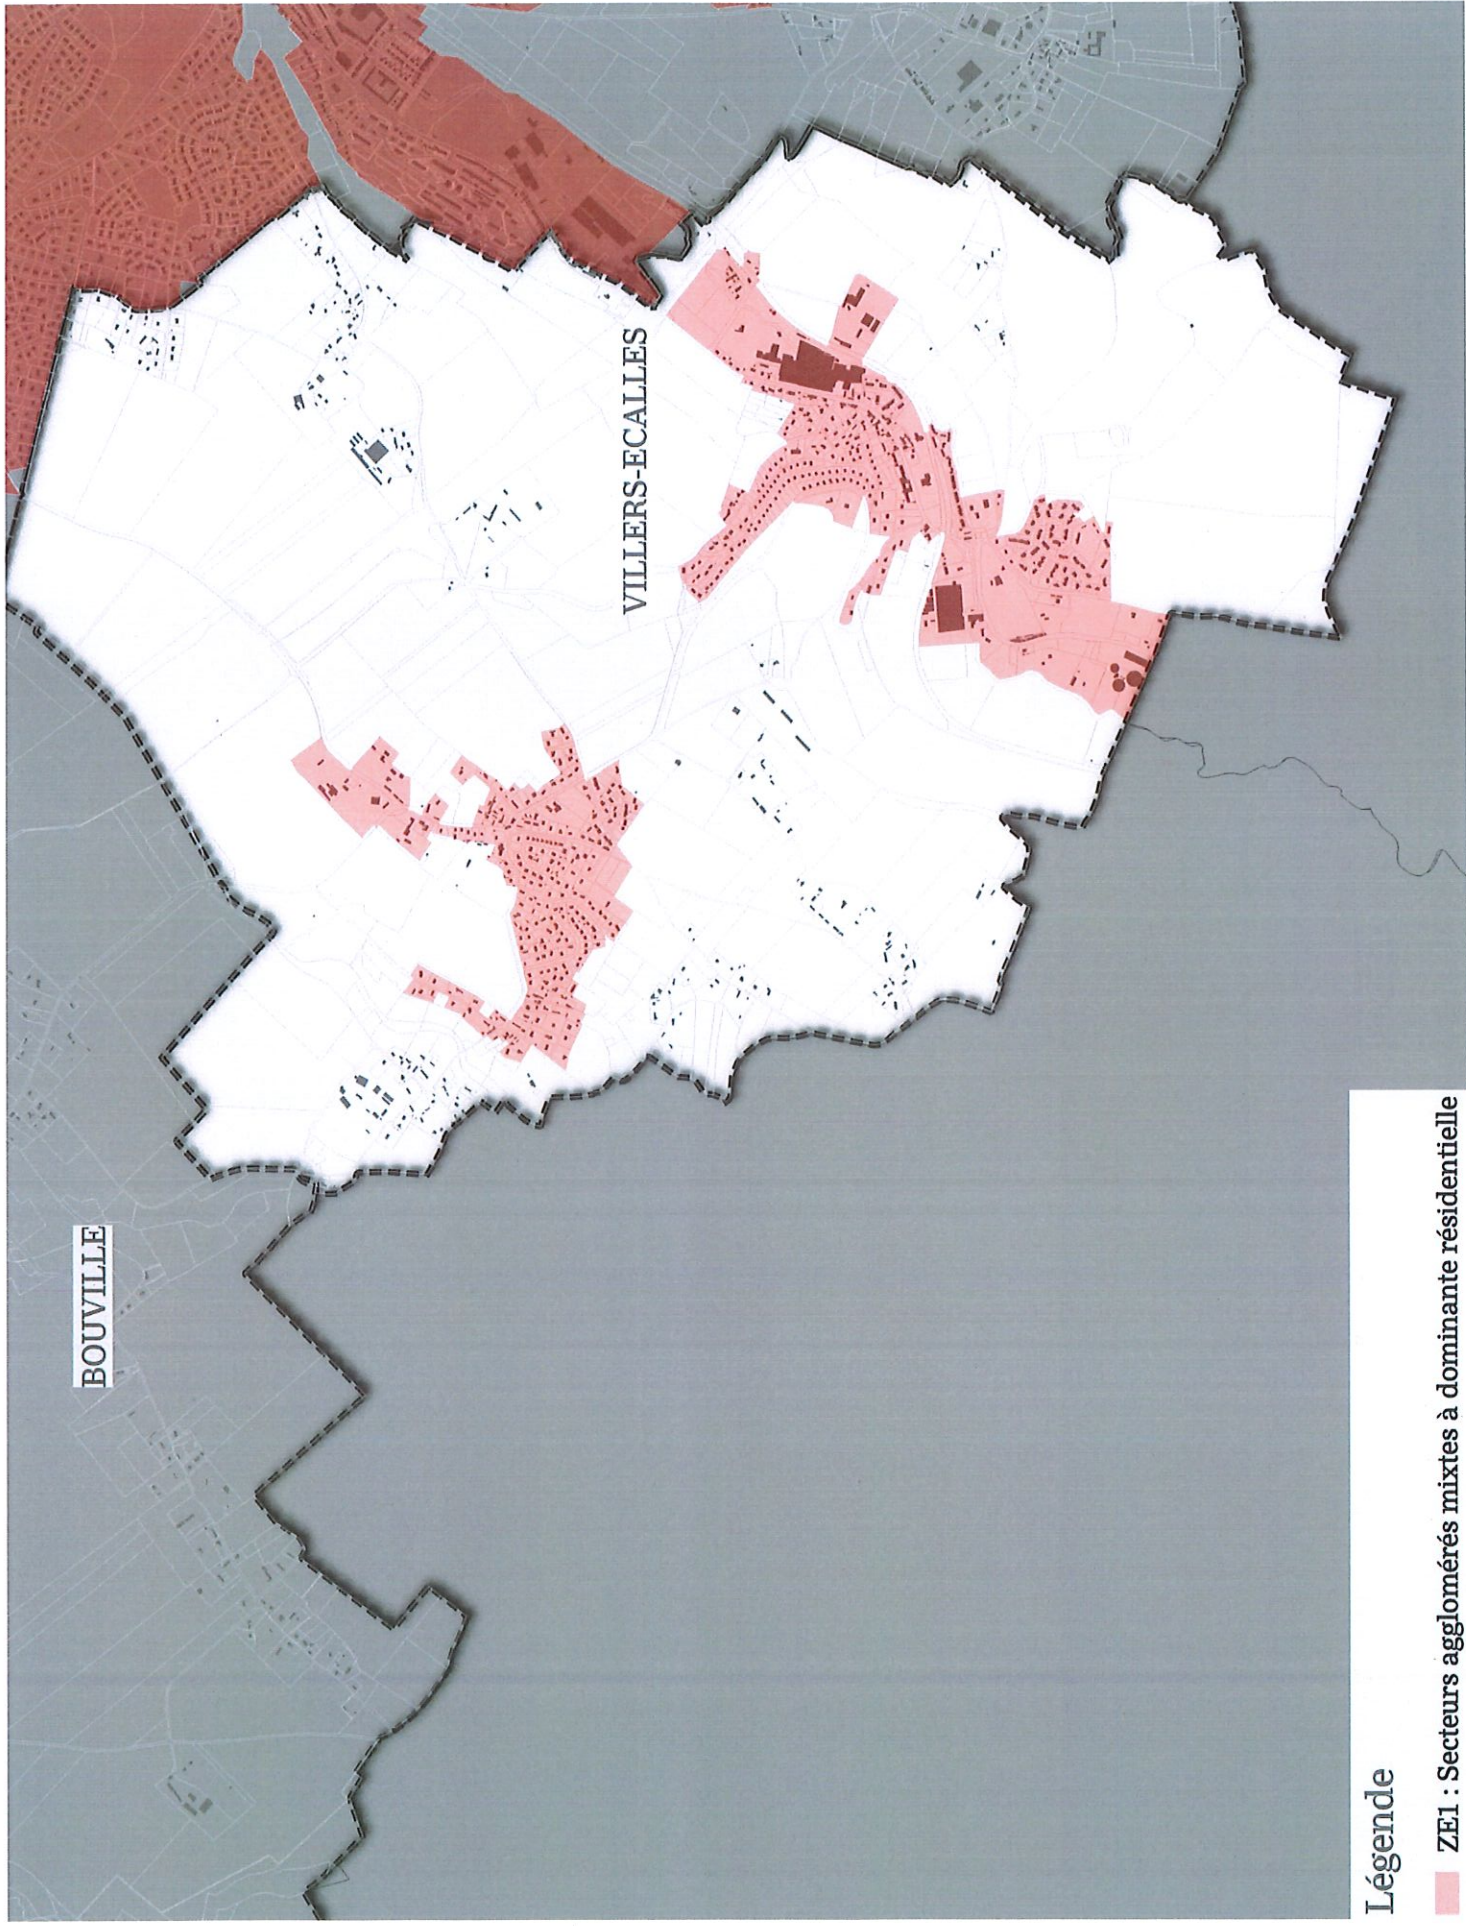 BOUVILLE
VILLERS-ECALLES
Légende
ZE1 : Secteurs agglomérés mixtes à dominante résidentielle